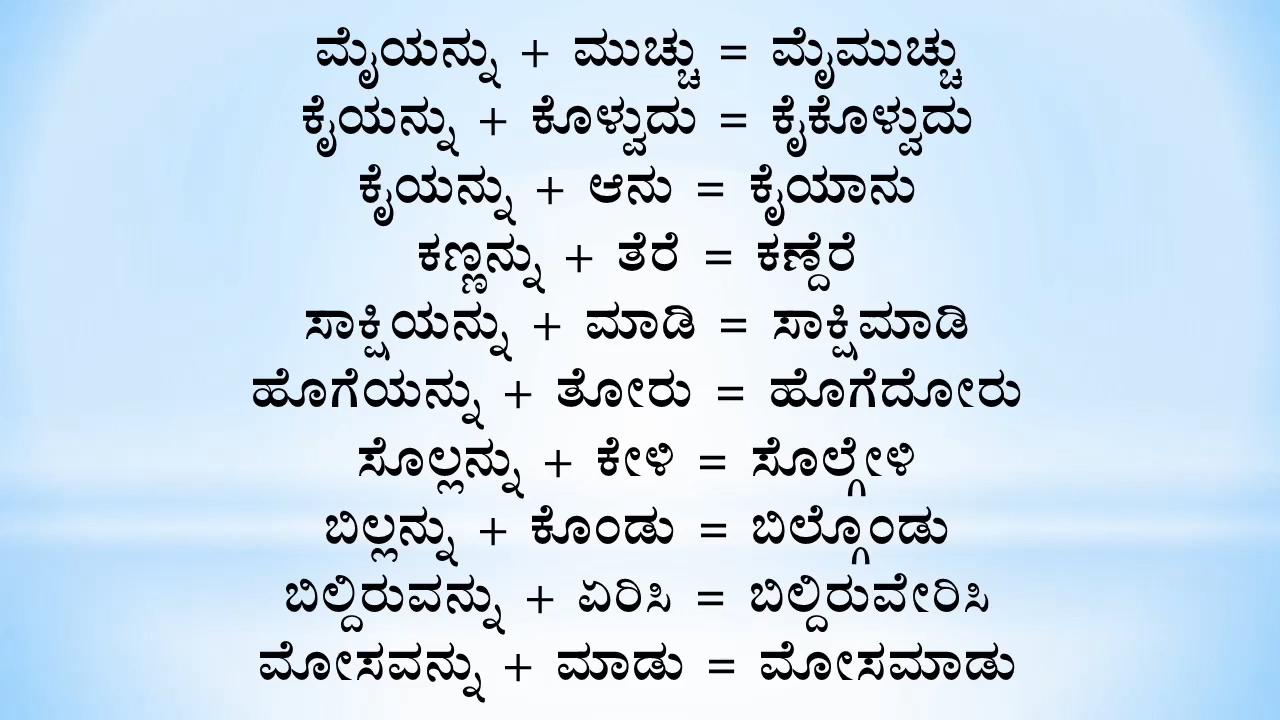 ಮೈಯನ್ನು + ಮುಚ್ಚು = ಮೈಮುಚ್ಚು
ಕೈಯನ್ನು + ಕೊಳ್ವುದು = ಕೈಕೊಳ್ವುದು
ಕೈಯನ್ನು + ಆನು = ಕೈಯಾನು
ಕಣ್ಣನ್ನು + ತೆರೆ = ಕಣ್ದೆರೆ
ಸಾಕ್ಷಿಯನ್ನು + ಮಾಡಿ = ಸಾಕ್ಷಿಮಾಡಿ
ಹೊಗೆಯನ್ನು + ತೋರು = ಹೊಗೆದೋರು
ಸೊಲ್ಲನ್ನು + ಕೇಳಿ = ಸೊಲ್ಗೇಳಿ
ಬಿಲ್ಲನ್ನು + ಕೊಂಡು = ಬಿಲ್ಗೊಂಡು
ಬಿಲ್ದಿರುವನ್ನು + ಏರಿಸಿ = ಬಿಲ್ದಿರುವೇರಿಸಿ
ಮೋಸವನ್ನು + ಮಾಡು = ಮೋಸಮಾಡು